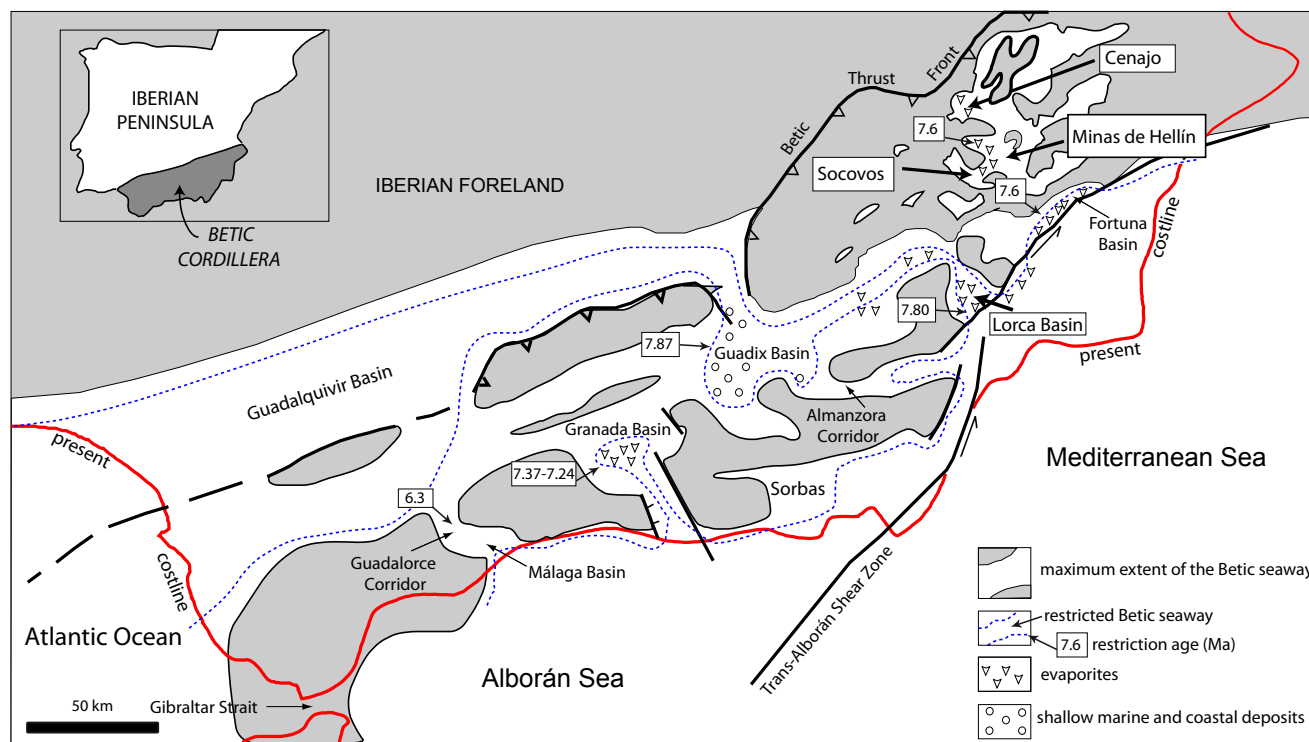 IBERIAN
PENINSULA
BETIC
CORDILLERA
IBERIAN FORELAND
Betic
Thrust
Front
Cenajo
7.6
Minas de Hellín
Socovos
7.6
Fortuna
Basin
costline
present
7.80
Lorca Basin
7.87
Guadix Basin
Guadalquivir Basin
Almanzora
Corridor
Granada Basin
7.37-7.24
Sorbas
Mediterranean Sea
present
costline
6.3
Guadalorce
Corridor
Málaga Basin
Atlantic Ocean
Alborán Sea
Trans-Alborán Shear Zone
Gibraltar Strait
50 km
maximum extent of the Betic seaway
restricted Betic seaway
7.6 restriction age (Ma)
evaporites
shallow marine and coastal deposits